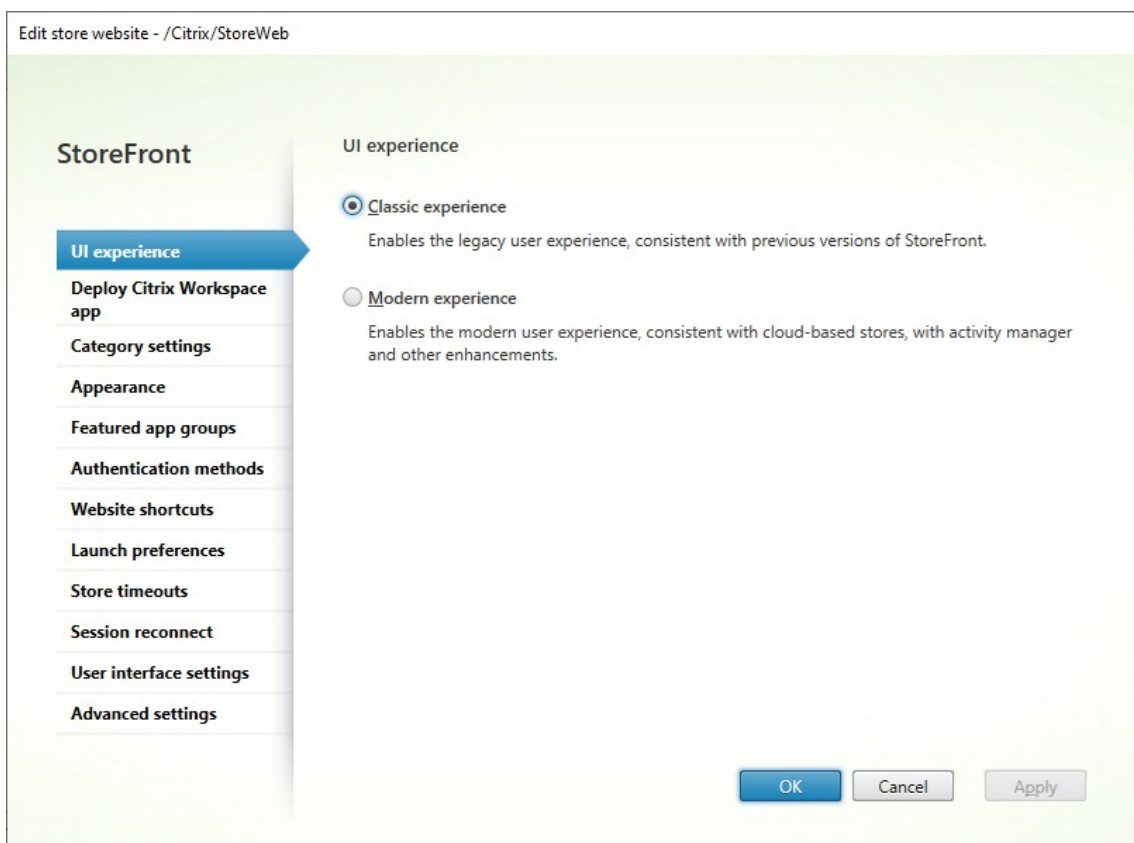 Edit store website - /Citrix/StoreWeb
StoreFront
UI experience
Deploy Citrix Workspace
app
Category settings
Appearance
Featured app groups
Authentication methods
Website shortcuts
Launch preferences
Store timeouts
Session reconnect
User interface settings
Advanced settings
UI experience
Classic experience
Enables the legacy user experience, consistent with previous versions of StoreFront.
Modern experience
Enables the modern user experience, consistent with cloud-based stores, with activity manager
and other enhancements.
OK
Cancel
Apply